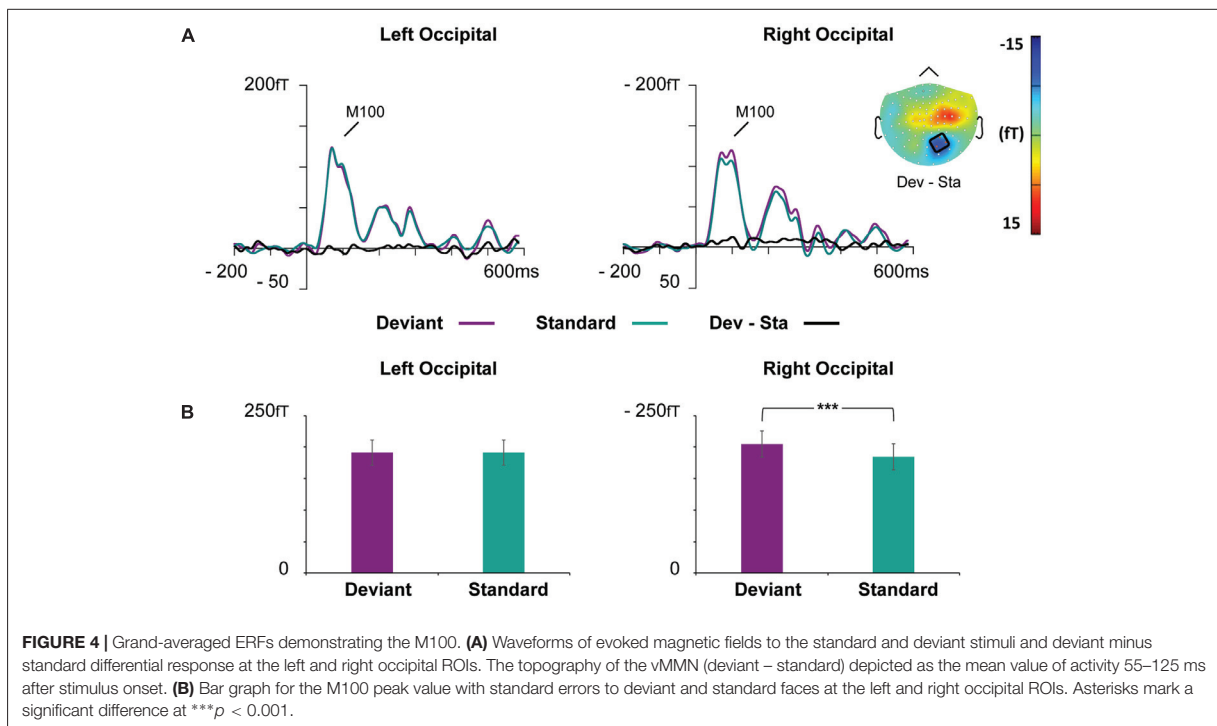 A
Left Occipital
Right Occipital
200fT
M100
- 200
600ms
- 50
- 200fT
M100
- 200
600ms
50
Dev - Sta
-15
(fT)
15
Deviant
Standard
Dev - Sta
B
Left Occipital
Right Occipital
250fT
0
Deviant
Standard
- 250fT
***
0
Deviant
Standard
FIGURE 4 | Grand-averaged ERFs demonstrating the M100. (A) Waveforms of evoked magnetic fields to the standard and deviant stimuli and deviant minus
standard differential response at the left and right occipital ROIs. The topography of the vMMN (deviant – standard) depicted as the mean value of activity 55–125 ms
after stimulus onset. (B) Bar graph for the M100 peak value with standard errors to deviant and standard faces at the left and right occipital ROIs. Asterisks mark a
significant difference at ***p < 0.001.